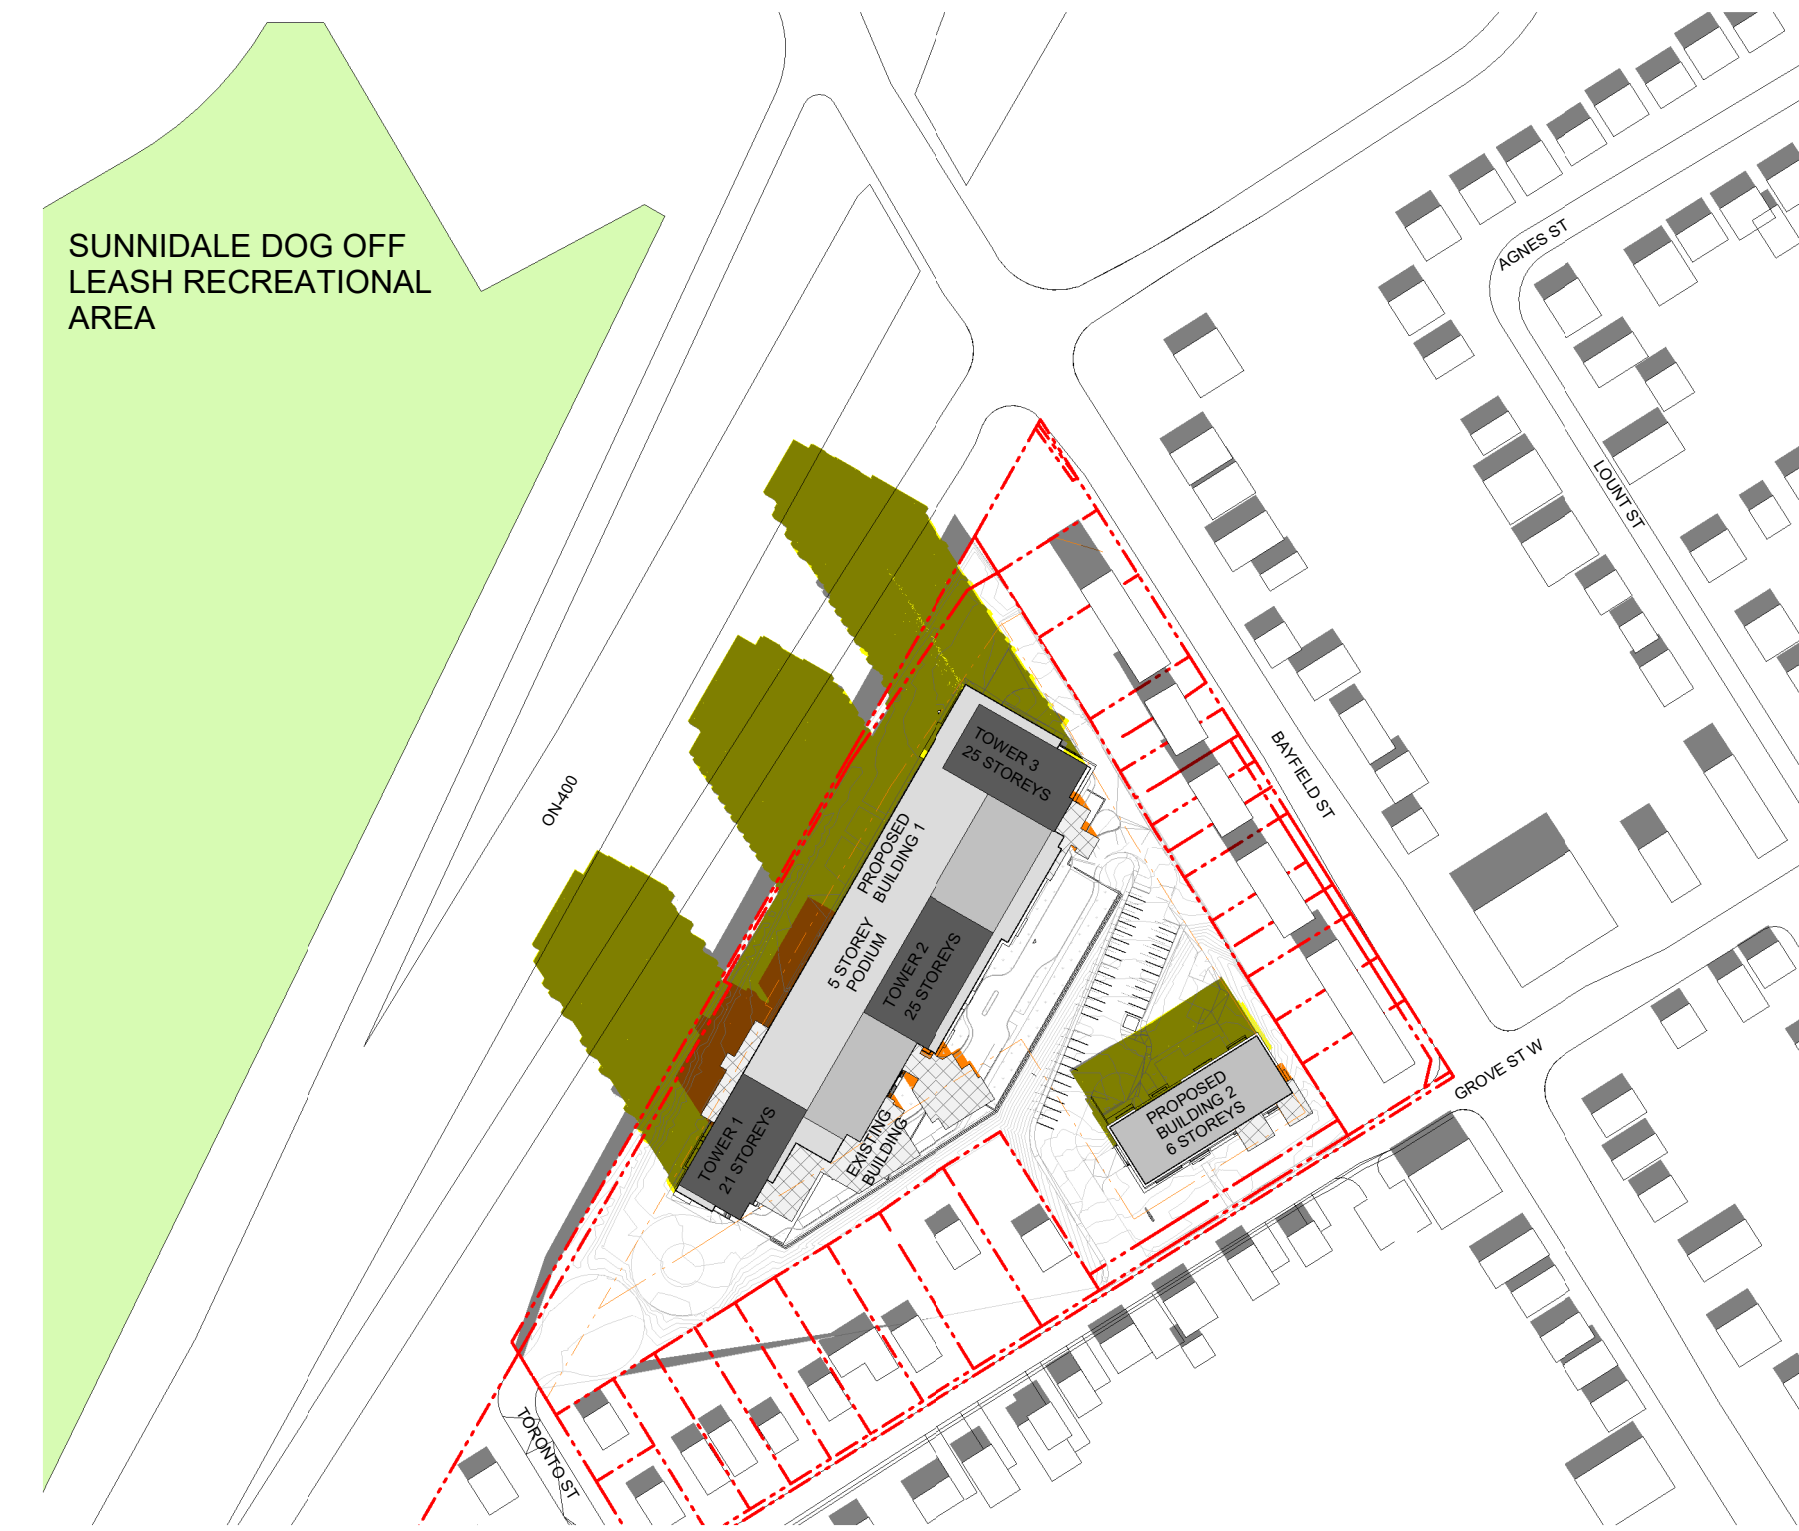 SUNNIDALE DOG OFF
LEASH RECREATIONAL
AREA
AGNES ST
LOUNT ST
ON-400
BAYFIELD ST
TOWER 3
25 STOREYS
PROPOSED
BUILDING 1
5 STOREY
PODIUM
TOWER 2
25 STOREYS
TOWER 1
21 STOREYS
EXISTING
BUILDING
PROPOSED
BUILDING 2
6 STOREYS
GROVE ST W
TORONTO ST